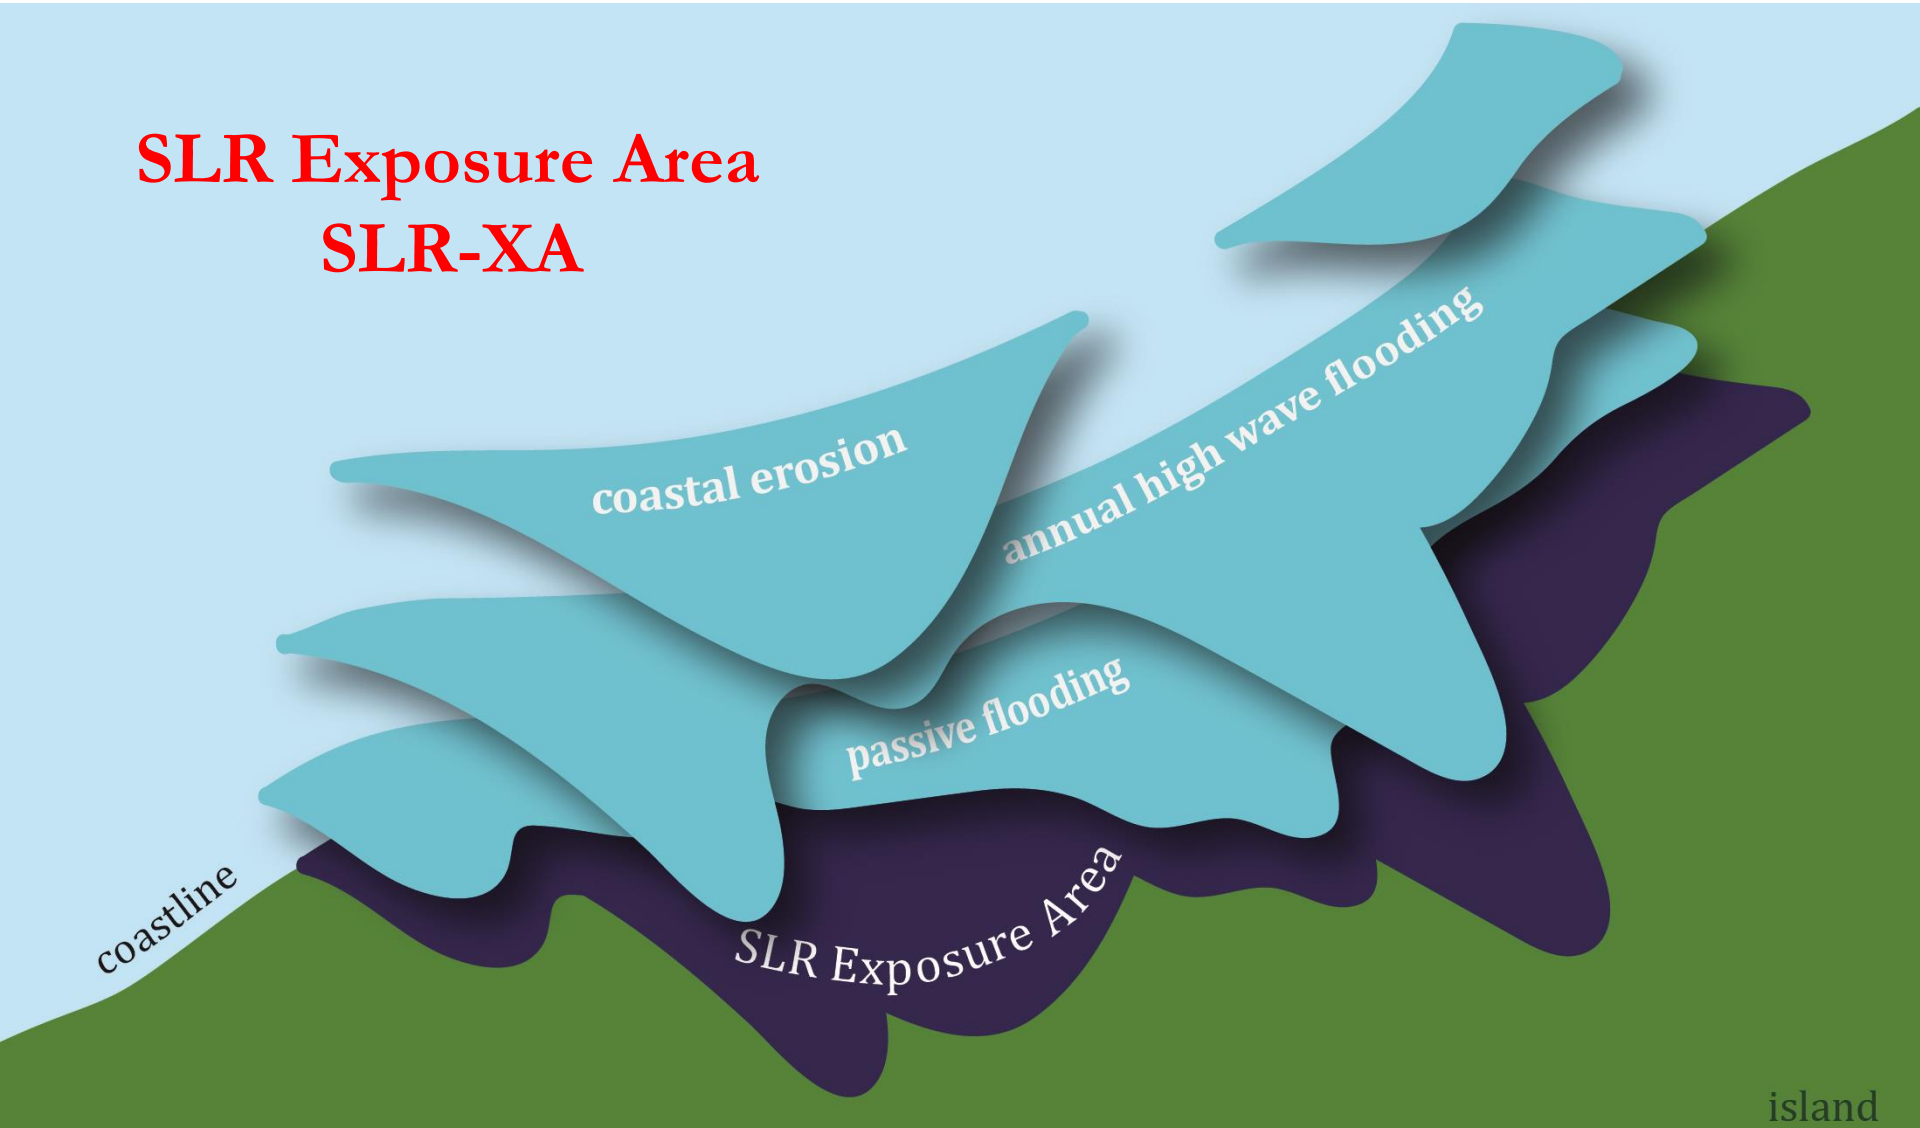 SLR Exposure Area
SLR-XA
coastal erosion
annual high wave flooding
passive flooding
SLR Exposure Area
coastline
island